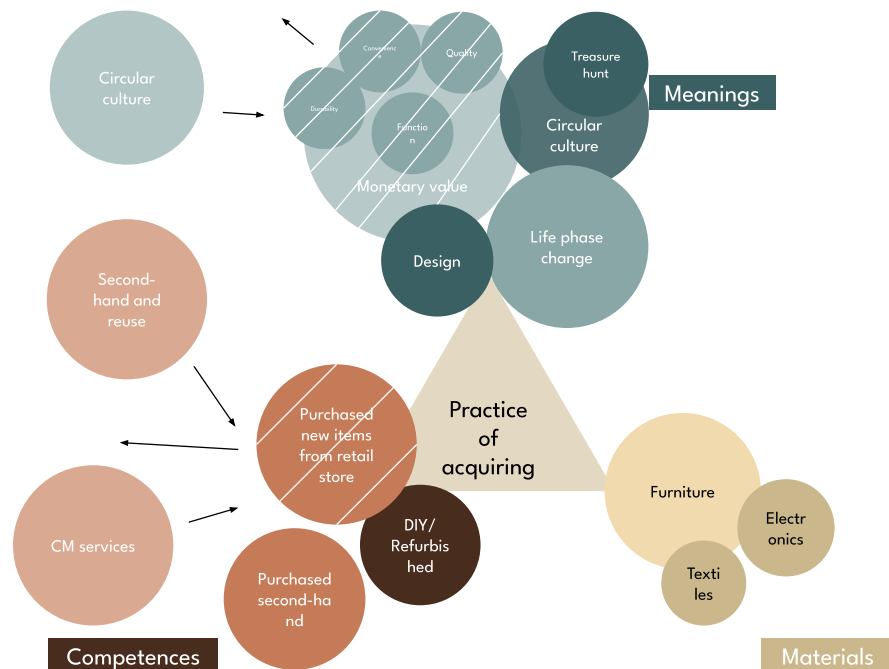 Circular
culture
Convenienc
e
Quality
Durability
Functio
n
Monetary value
Treasure
hunt
Circular
culture
Meanings
Design
Life phase
change
Second-
hand and
reuse
Purchased
new items
from retail
store
Practice
of
acquiring
CM services
DIY/
Refurbis
hed
Purchased
second-ha
nd
Furniture
Electr
onics
Texti
les
Competences
Materials